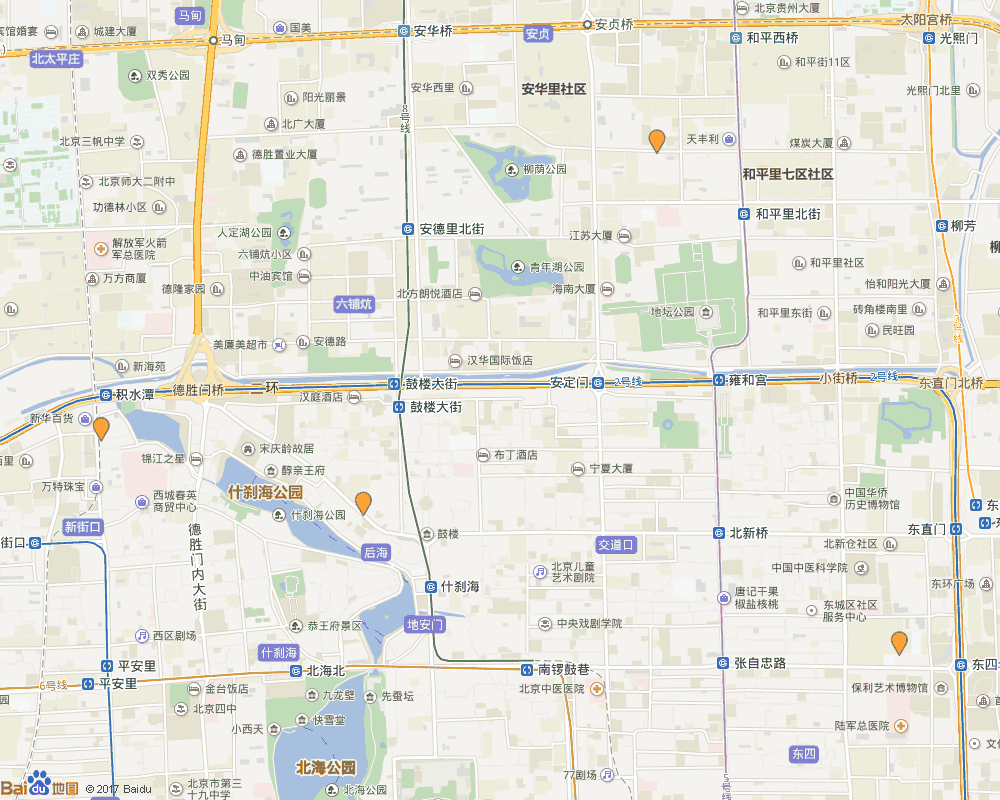 马甸
国美
北京贵州大厦
太阳宫桥
宾馆婚宴
城建大厦
马甸
安华桥
安贞
安贞桥
和平西桥
光熙门
北太平庄
双秀公园
和平街11区
安华西里
安华里社区
光熙门北里
阳光丽景
8号线
北广大厦
北京三帆中学
天丰利
煤炭大厦
德胜置业大厦
柳荫公园
和平里七区社区
北京师大二附中
功德林小区
和平里北街
人定湖公园
安德里北街
江苏大厦
柳芳
解放军火箭
军总医院
六铺炕小区
青年湖公园
和平里社区
万方商厦
中油宾馆
德隆家园
北方朗悦酒店
海南大厦
怡和阳光大厦
六铺炕
地坛公园
和平里东街
砖角楼南里
民旺园
美廉美超市
安德路
新海苑
汉华国际饭店
积水潭
德胜门桥
二环
鼓楼大街
安定门
2号线
雍和宫
小街桥
2号线
东直门北桥
汉庭酒店
鼓楼大街
新华百货
宋庆龄故居
布丁酒店
锦江之星
醇亲王府
宁夏大厦
万特珠宝
西城春英
商贸中心
什刹海公园
什刹海公园
中国华侨
历史博物馆
新街口
鼓楼
北新桥
东直门
街口
后海
交道口
北新仓社区
德胜门内大街
北京儿童
艺术剧院
中国中医科学院
什刹海
唐记干果
椒盐核桃
东环广场
东城区社区
服务中心
恭王府景区
地安门
中央戏剧学院
西区剧场
什刹海
平安里
北海北
南锣鼓巷
张自忠路
东四
6号线
平安里
金台饭店
九龙壁
先蚕坛
北京中医医院
保利艺术博物馆
北京四中
快雪堂
小西天
陆军总医院
东四
北海公园
77剧场
5号线
Bai du 地图
© 2017 Baidu
北京市第三
十九中学
北海公园